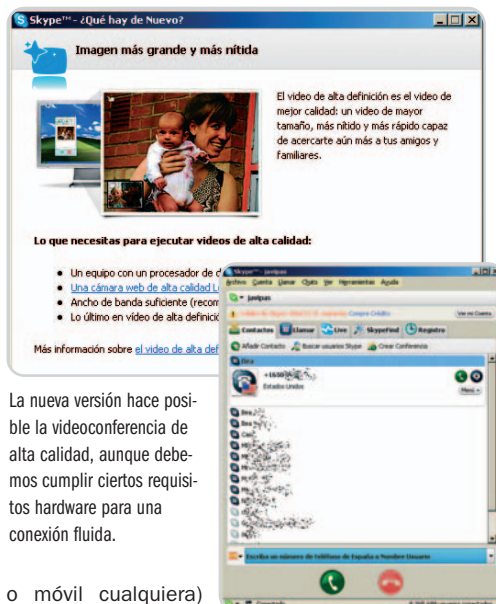 Skype™ - ¿Qué hay de Nuevo?
Imagen más grande y más nítida
El video de alta definición es el video de
mejor calidad: un video de mayor
tamaño, más nítido y más rápido capaz
de acercarte aún más a tus amigos y
familiares.
Lo que necesitas para ejecutar videos de alta calidad:
Un equipo con un procesador de d
Una cámara web de alta calidad L
Ancho de banda suficiente (recom
Lo último en vídeo de alta definici
Más información sobre el video de alta def
Skype™ - javipas
Archivo Cuenta Llamar Chats Ver Herramientas Ayuda
javipas
Compre Crédito
Ver mi Cuenta
Contactos Llamar Live SkypeFind Registro
Añadir Contacto Buscar usuarios Skype Crear Conferencia
Bea
+1650
Estados Unidos
Menú
Bea
Bea
Escriba un número de teléfono de España o Nombre Usuario
Conectado
La nueva versión hace posi-
ble la videoconferencia de
alta calidad, aunque debe-
mos cumplir ciertos requisi-
tos hardware para una
conexión fluida.
o móvil cualquiera)